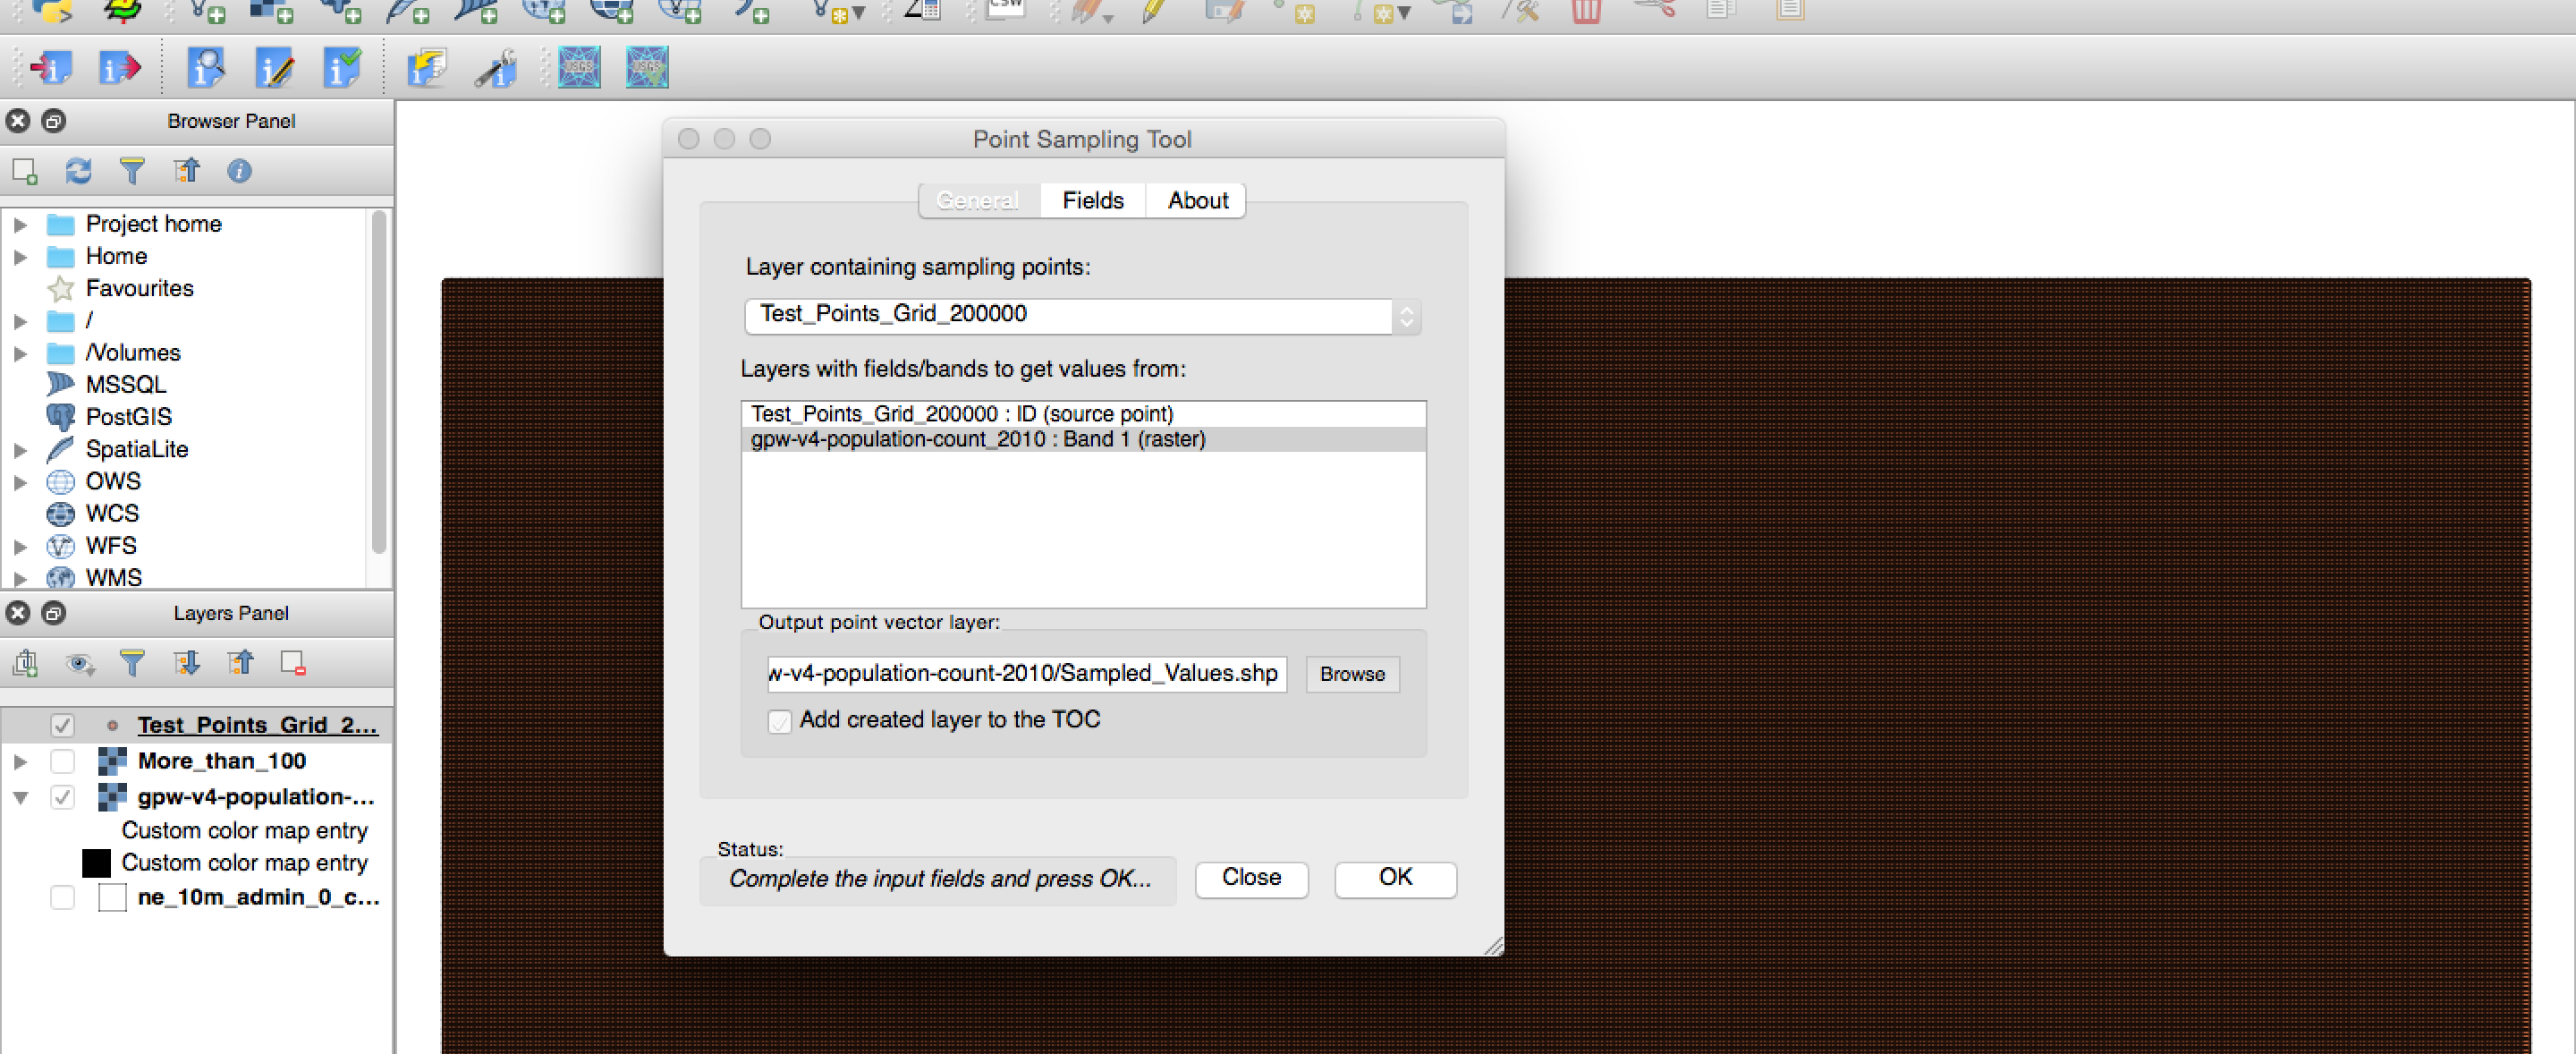 CSW
USGS
USGS
Browser Panel
Project home
Home
Favourites
/
/Volumes
MSSQL
PostGIS
SpatiaLite
OWS
WCS
WFS
WMS
Layers Panel
Test_Points_Grid_2...
More_than_100
gpw-v4-population-...
Custom color map entry
Custom color map entry
ne_10m_admin_0_c...
Point Sampling Tool
General
Fields
About
Layer containing sampling points:
Test_Points_Grid_200000
Layers with fields/bands to get values from:
Test_Points_Grid_200000 : ID (source point)
gpw-v4-population-count_2010 : Band 1 (raster)
Output point vector layer:
w-v4-population-count-2010/Sampled_Values.shp
Browse
Add created layer to the TOC
Status:
Complete the input fields and press OK...
Close
OK